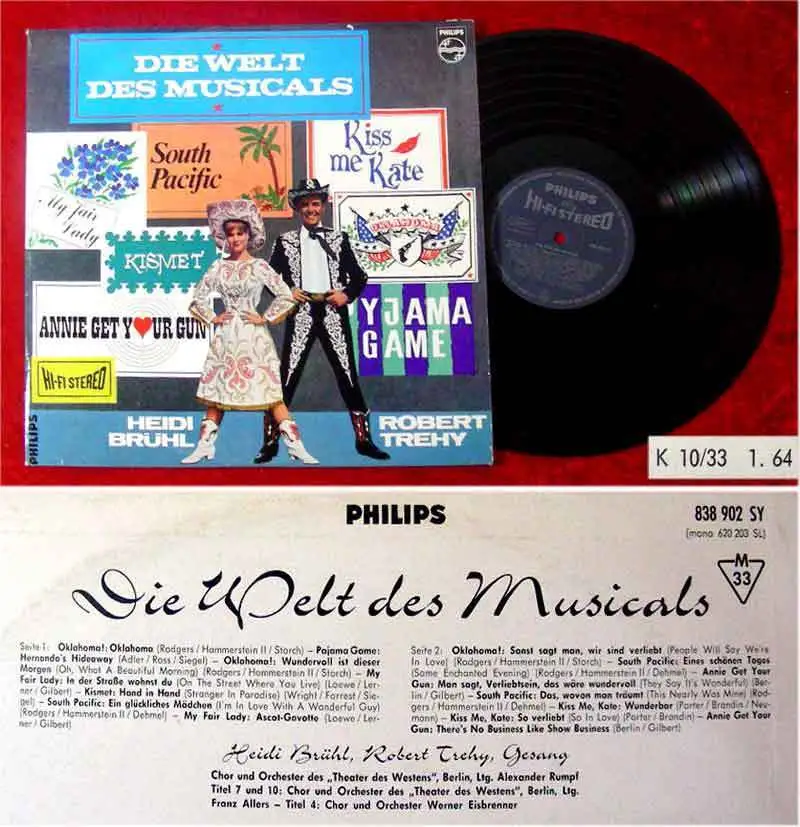 PHILIPS
DIE WELT
DES MUSICALS
South
Pacific
Kiss
me Kate
My Fair
Lady
OKLAHOMA
KISMET
ANNIE GET Y UR GUN
YJAMA
GAME
HI-FI STEREO
HEIDI
BRÜHL
ROBERT
TREHY
PHILIPS
PHILIPS
HI-FI STEREO
K 10/33 1. 64
PHILIPS
838 902 SY
(mono 620 203 SL)
M
33
Die Welt des Musicals
Seite 1: Oklahoma!: Oklahoma (Rodgers / Hammerstein II / Storch) – Pajama Game:
Hernando's Hideaway (Adler / Ross / Siegel) – Oklahoma!: Wundervoll ist dieser
Morgen (Oh, What A Beautiful Morning) (Rodgers / Hammerstein II / Storch) – My
Fair Lady: In der Straße wohnst du (On The Street Where You Live) (Loewe / Ler-
ner / Gilbert) – Kismet: Hand in Hand (Stranger In Paradise) (Wright / Forrest / Sie-
gel) – South Pacific: Ein glückliches Mädchen (I'm In Love With A Wonderful Guy)
(Rodgers / Hammerstein II / Dehmel) – My Fair Lady: Ascot-Gavotte (Loewe / Ler-
ner / Gilbert)
Seite 2: Oklahoma!: Sonst sagt man, wir sind verliebt (People Will Say We're
In Love) (Rodgers / Hammerstein II / Storch) – South Pacific: Eines schönen Tages
(Some Enchanted Evening) (Rodgers / Hammerstein II / Dehmel) – Annie Get Your
Gun: Man sagt, Verliebtsein, das wäre wundervoll (They Say It's Wonderful) (Ber-
lin / Gilbert) – South Pacific: Das, wovon man träumt (This Nearly Was Mine) (Rod-
gers / Hammerstein II / Dehmel) – Kiss Me, Kate: Wunderbar (Porter / Brandin / Neu-
mann) – Kiss Me, Kate: So verliebt (So In Love) (Porter / Brandin) – Annie Get Your
Gun: There's No Business Like Show Business (Berlin / Gilbert)
Heidi Brühl, Robert Trehy, Gesang
Chor und Orchester des „Theater des Westens", Berlin, Ltg. Alexander Rumpf
Titel 7 und 10: Chor und Orchester des „Theater des Westens", Berlin, Ltg.
Franz Allers – Titel 4: Chor und Orchester Werner Eisbrenner